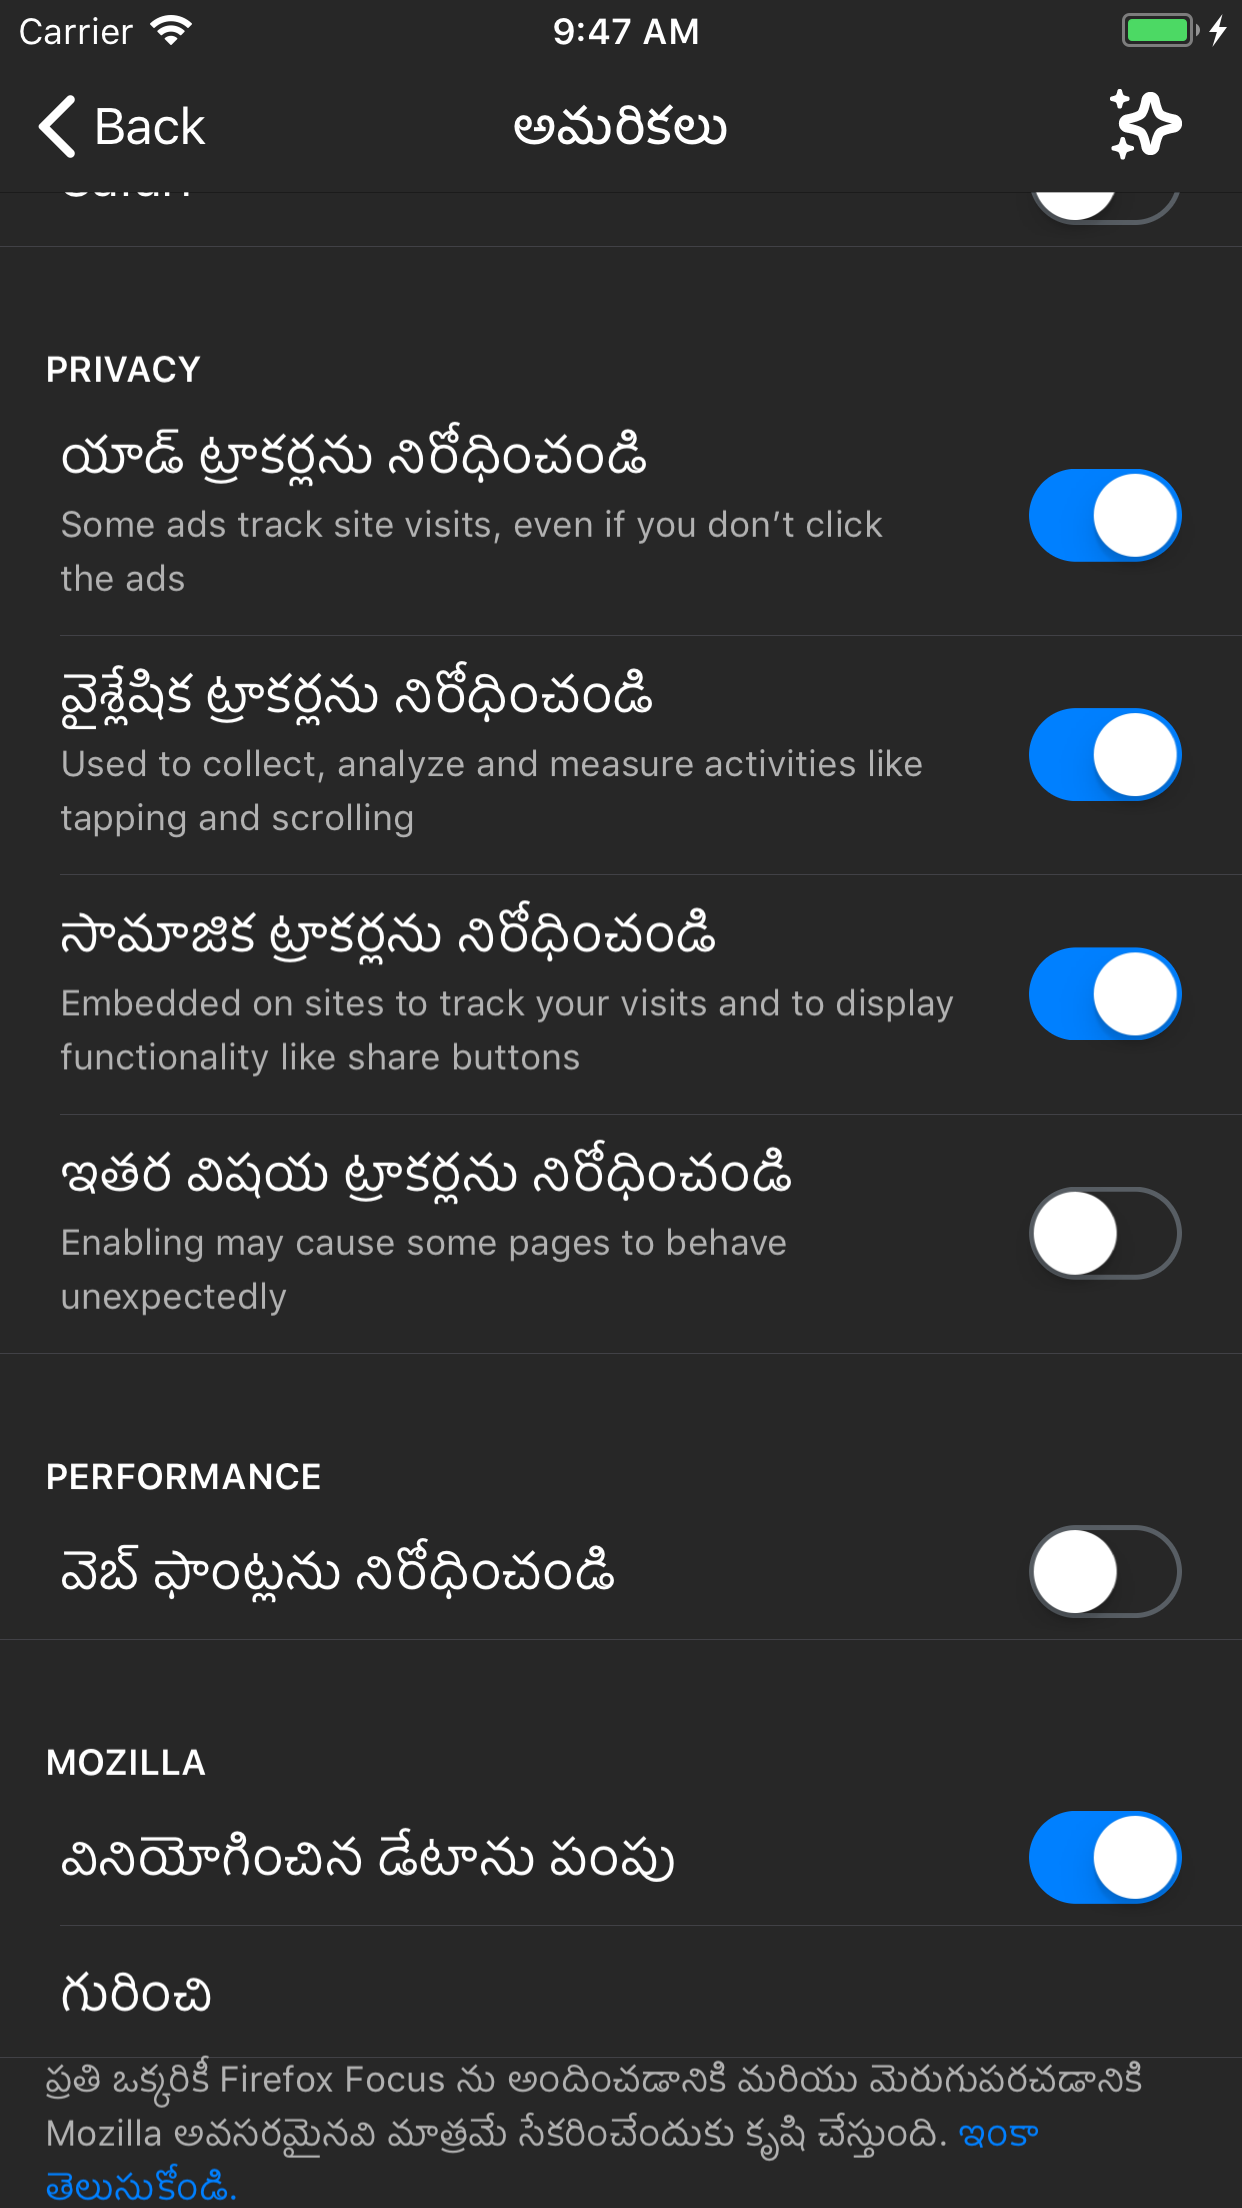 Carrier 9:47 AM
Back అమరికలు
Safari
PRIVACY
యాడ్ ట్రాకర్లను నిరోధించండి
Some ads track site visits, even if you don’t click
the ads
వైశ్లేషిక ట్రాకర్లను నిరోధించండి
Used to collect, analyze and measure activities like
tapping and scrolling
సామాజిక ట్రాకర్లను నిరోధించండి
Embedded on sites to track your visits and to display
functionality like share buttons
ఇతర విషయ ట్రాకర్లను నిరోధించండి
Enabling may cause some pages to behave
unexpectedly
PERFORMANCE
వెబ్ ఫాంట్లను నిరోధించండి
MOZILLA
వినియోగించిన డేటాను పంపు
గురించి
ప్రతి ఒక్కరికీ Firefox Focus ను అందించడానికి మరియు మెరుగుపరచడానికి
Mozilla అవసరమైనవి మాత్రమే సేకరించేందుకు కృషి చేస్తుంది. ఇంకా
తెలుసుకోండి.